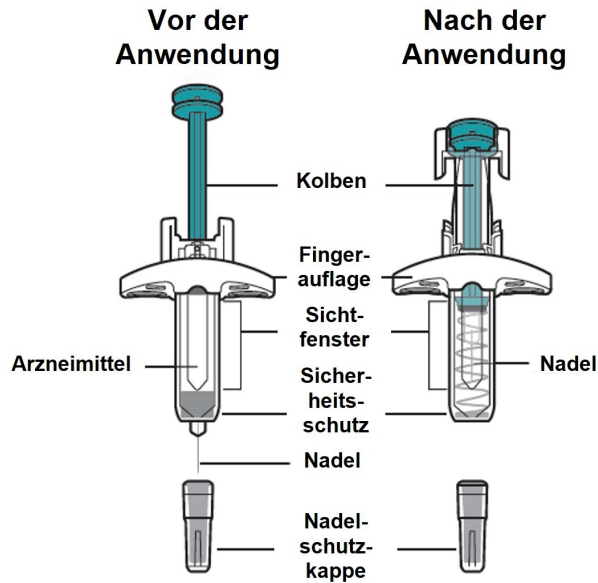 Vor der
Anwendung
Nach der
Anwendung
Kolben
Finger-
auflage
Sicht-
fenster
Arzneimittel
Nadel
Sicher-
heits-
schutz
Nadel
Nadel-
schutz-
kappe